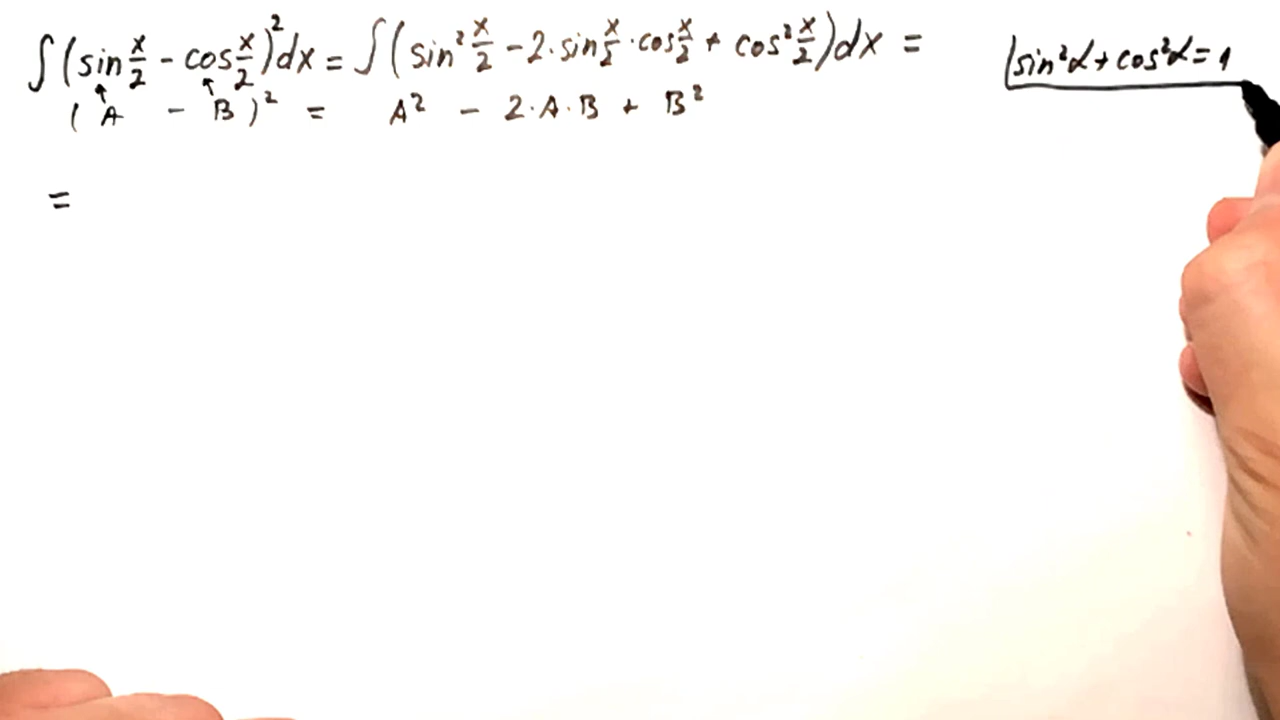 ∫(sin x/2 - cos x/2)² dx = ∫(sin² x/2 - 2·sin x/2 · cos x/2 + cos² x/2)dx =
sin²α + cos²α = 1
( A - B )² = A² - 2·A·B + B²
=